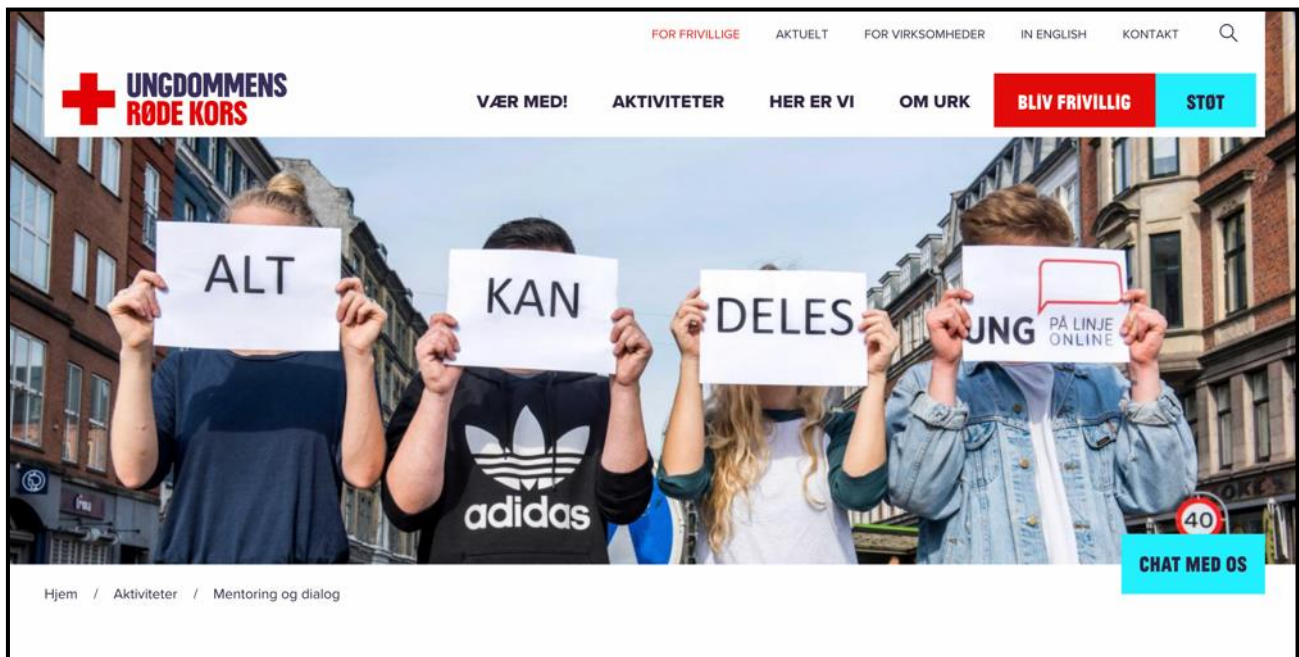 FOR FRIVILLIGE AKTUELT FOR VIRKSOMHEDER IN ENGLISH KONTAKT
UNGDOMMENS
RØDE KORS
VÆR MED! AKTIVITETER HER ER VI OM URK BLIV FRIVILLIG STØT
ALT
KAN
DELES
UNG PÅ LINJE
ONLINE
adidas
40
CHAT MED OS
Hjem / Aktiviteter / Mentoring og dialog